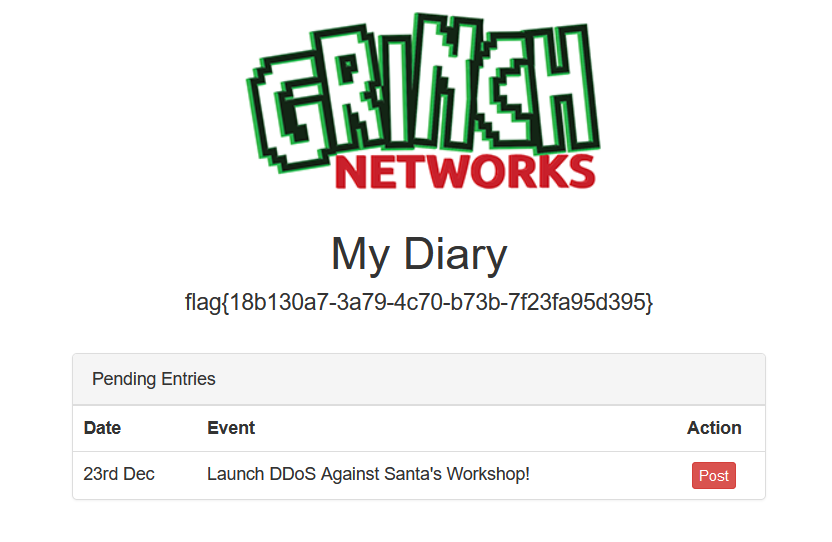 GRINCH
NETWORKS
My Diary
flag{18b130a7-3a79-4c70-b73b-7f23fa95d395}
Pending Entries
Date Event Action
23rd Dec Launch DDoS Against Santa's Workshop! Post